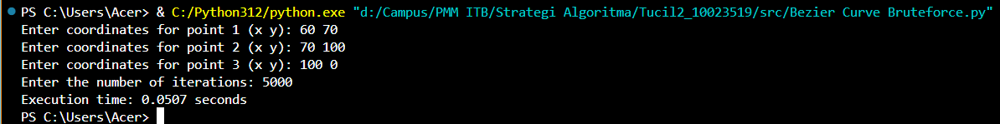 PS C:\Users\Acer> & C:/Python312/python.exe "d:/Campus/PMM ITB/Strategi Algoritma/Tucil2_10023519/src/Bezier Curve Bruteforce.py"
Enter coordinates for point 1 (x y): 60 70
Enter coordinates for point 2 (x y): 70 100
Enter coordinates for point 3 (x y): 100 0
Enter the number of iterations: 5000
Execution time: 0.0507 seconds
PS C:\Users\Acer>